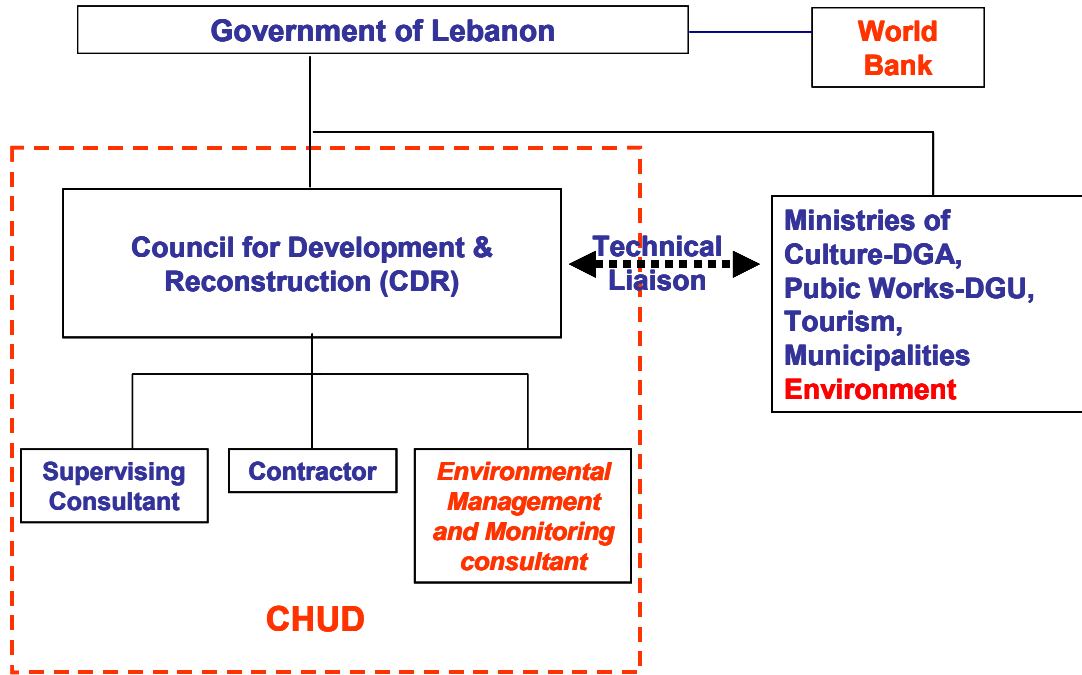 Government of Lebanon
World
Bank
Council for Development &
Reconstruction (CDR)
Technical
Liaison
Ministries of
Culture-DGA,
Pubic Works-DGU,
Tourism,
Municipalities
Environment
Supervising
Consultant
Contractor
Environmental
Management
and Monitoring
consultant
CHUD